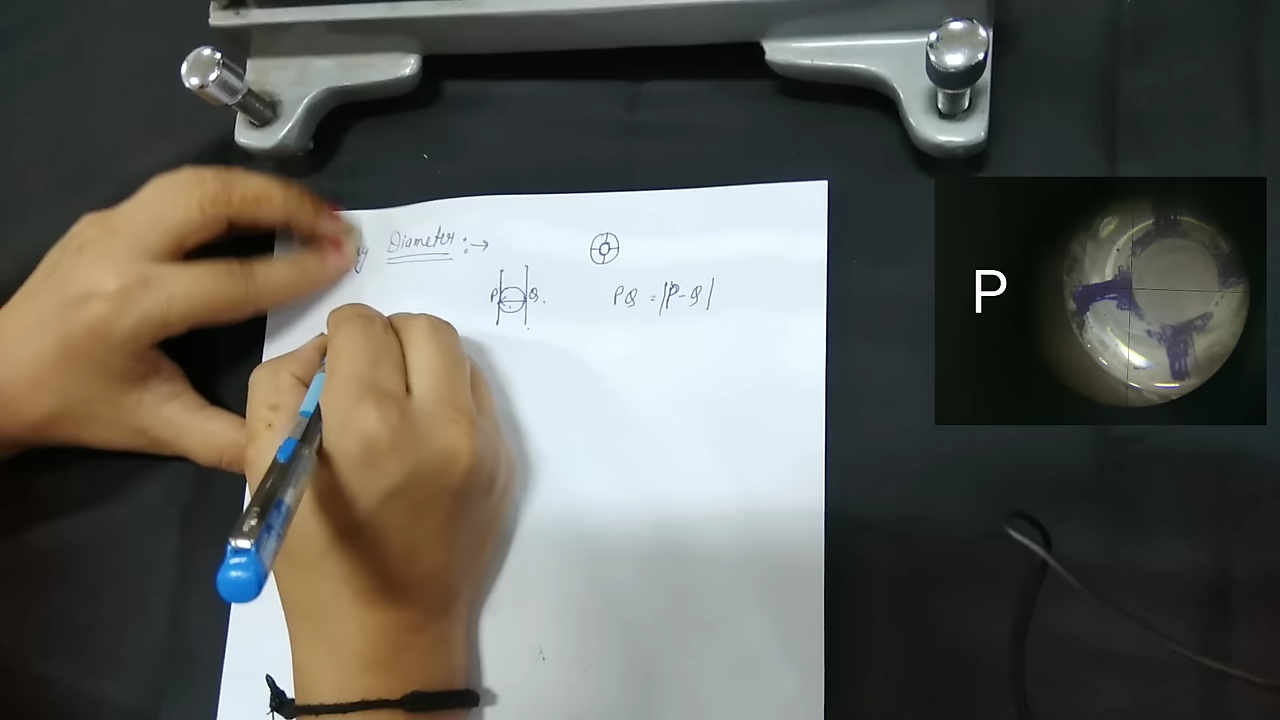 Diameter :→
P Q.
PQ = |P-Q|
P